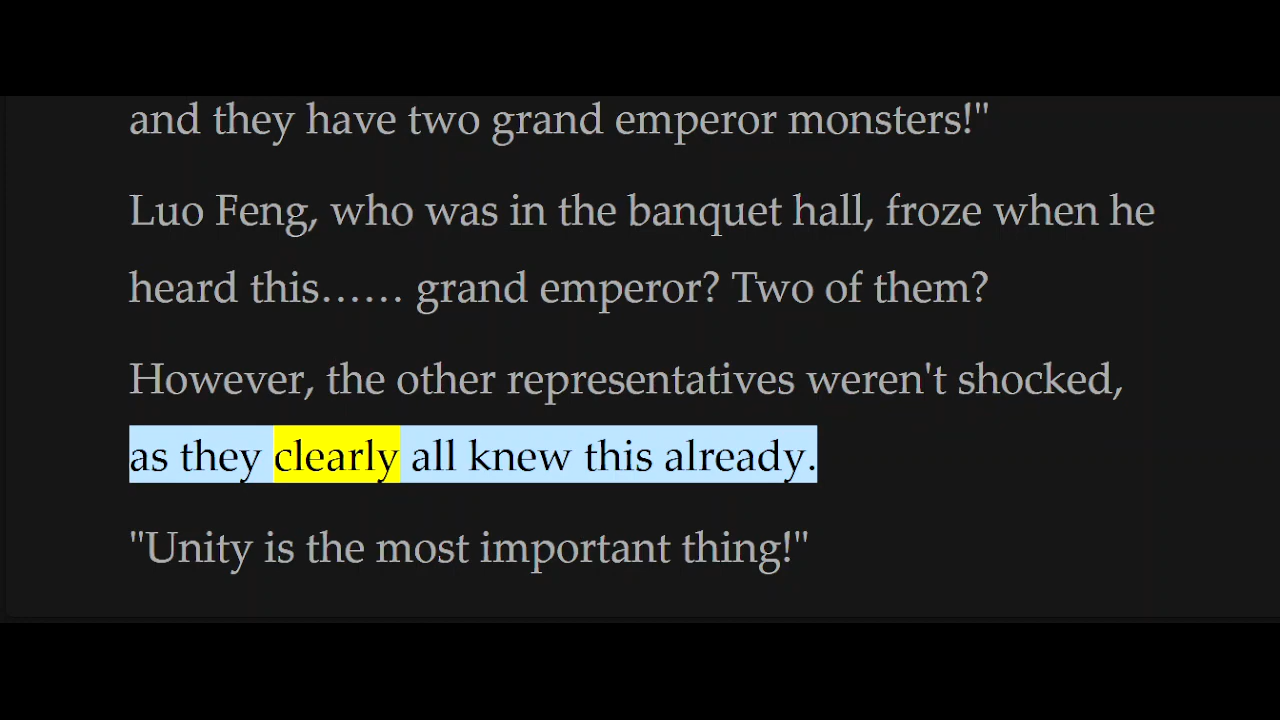 and they have two grand emperor monsters!"
Luo Feng, who was in the banquet hall, froze when he
heard this…… grand emperor? Two of them?
However, the other representatives weren't shocked,
as they clearly all knew this already.
"Unity is the most important thing!"